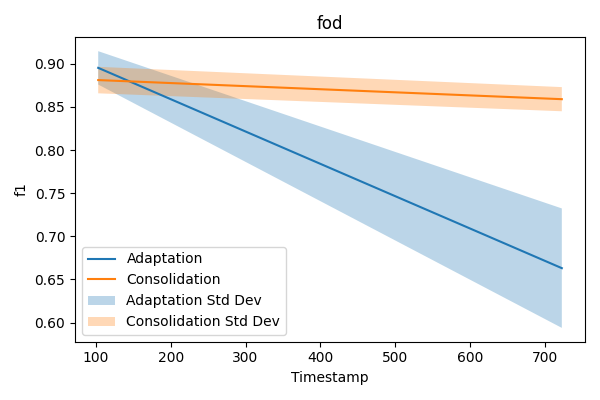 fod
f1
0.90
0.85
0.80
0.75
0.70
0.65
0.60
Adaptation
Consolidation
Adaptation Std Dev
Consolidation Std Dev
100 200 300 400 500 600 700
Timestamp